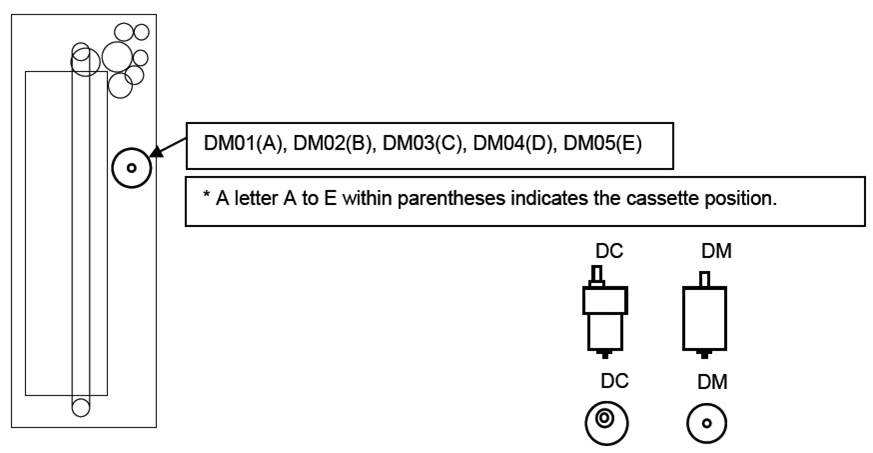 DM01(A), DM02(B), DM03(C), DM04(D), DM05(E)
* A letter A to E within parentheses indicates the cassette position.
DC DM
DC DM